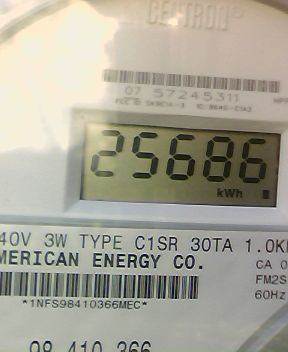 CENTRON®
07 57245311
25686
kWh
40V 3W TYPE C1SR 30TA 1.0K
MERICAN ENERGY CO.
CA 0
FM2S
60Hz
*1NFS98410366MEC*
98 410 366